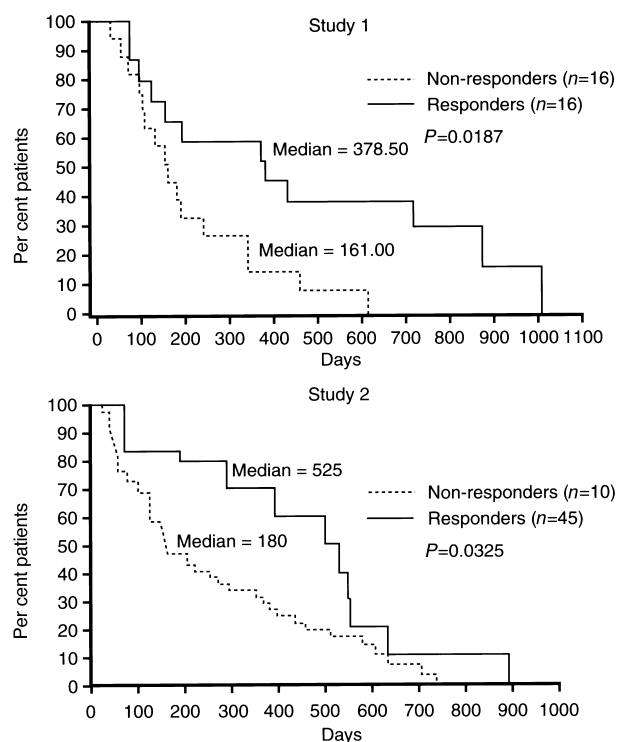 Study 1
100
90
80
70
60
50
40
30
20
10
0
Per cent patients
Non-responders (n=16)
Responders (n=16)
P=0.0187
Median = 378.50
Median = 161.00
0 100 200 300 400 500 600 700 800 900 1000 1100
Days
Study 2
100
90
80
70
60
50
40
30
20
10
0
Per cent patients
Median = 525
Non-responders (n=10)
Responders (n=45)
P=0.0325
Median = 180
0 100 200 300 400 500 600 700 800 900 1000
Days